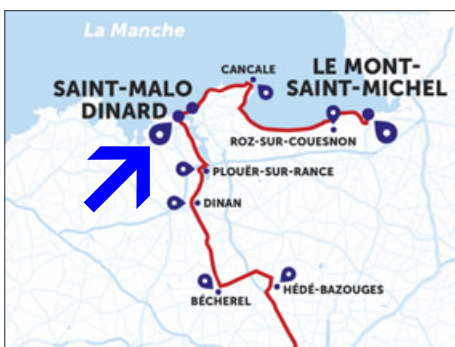 La Manche
CANCALE
LE MONT-
SAINT-MICHEL
SAINT-MALO
DINARD
ROZ-SUR-COUESNON
PLOUËR-SUR-RANCE
DINAN
BÉCHEREL
HÉDÉ-BAZOUGES